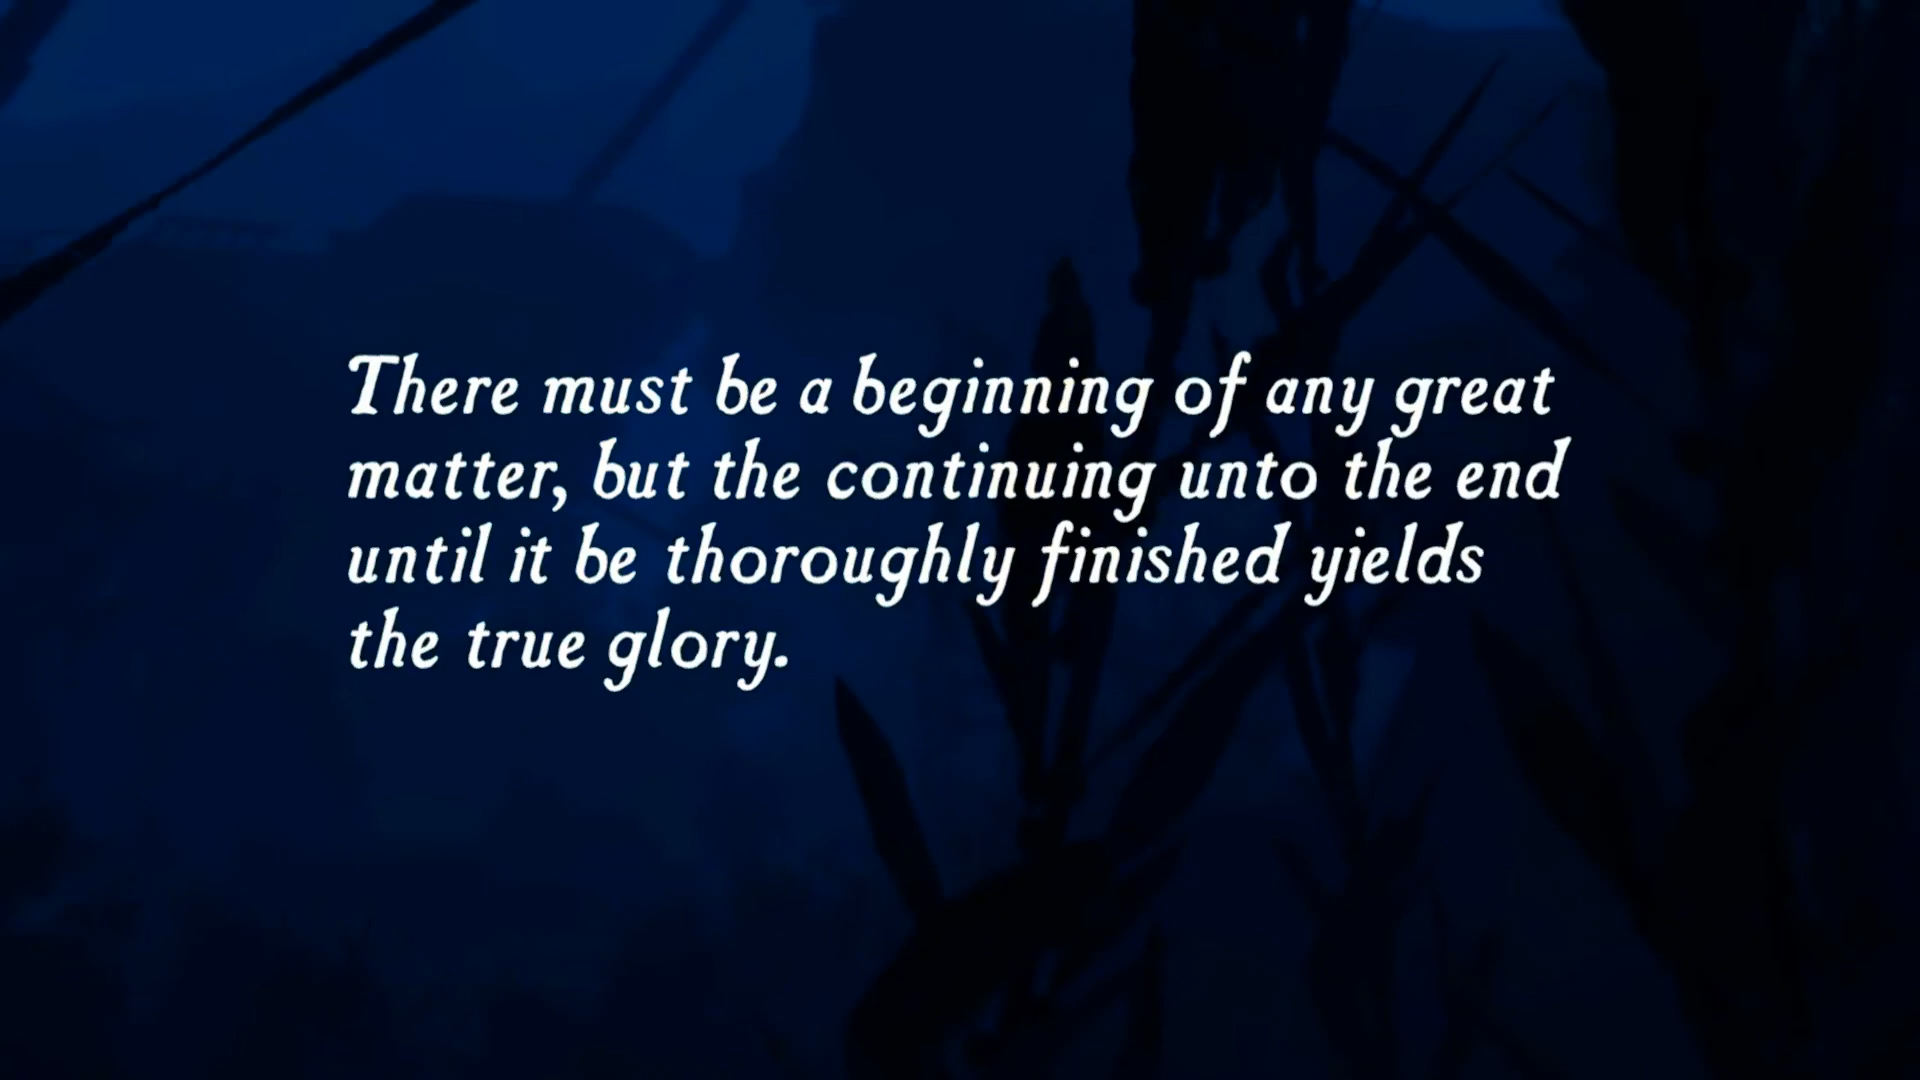 There must be a beginning of any great
matter, but the continuing unto the end
until it be thoroughly finished yields
the true glory.